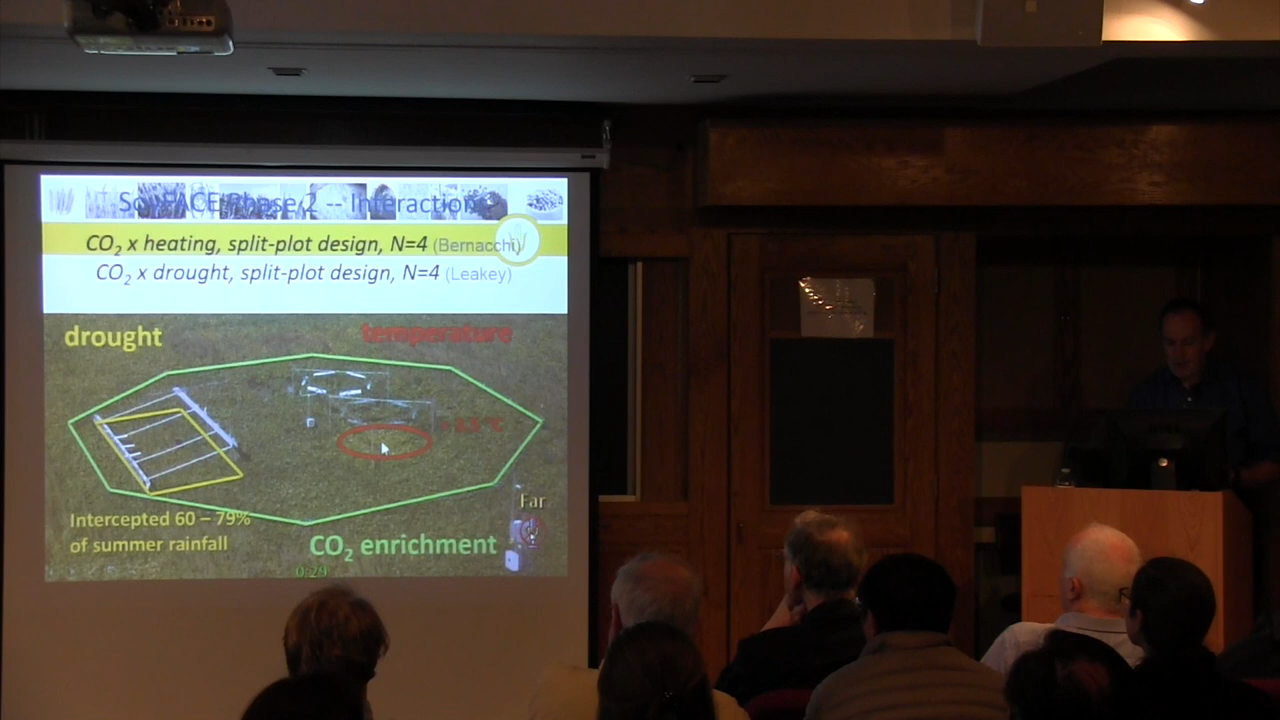 SoyFACE Phase 2 -- Interaction
CO₂ x heating, split-plot design, N=4 (Bernacchi)
CO₂ x drought, split-plot design, N=4 (Leakey)
drought
temperature
Intercepted 60 – 79%
of summer rainfall
CO₂ enrichment
Far
0:29